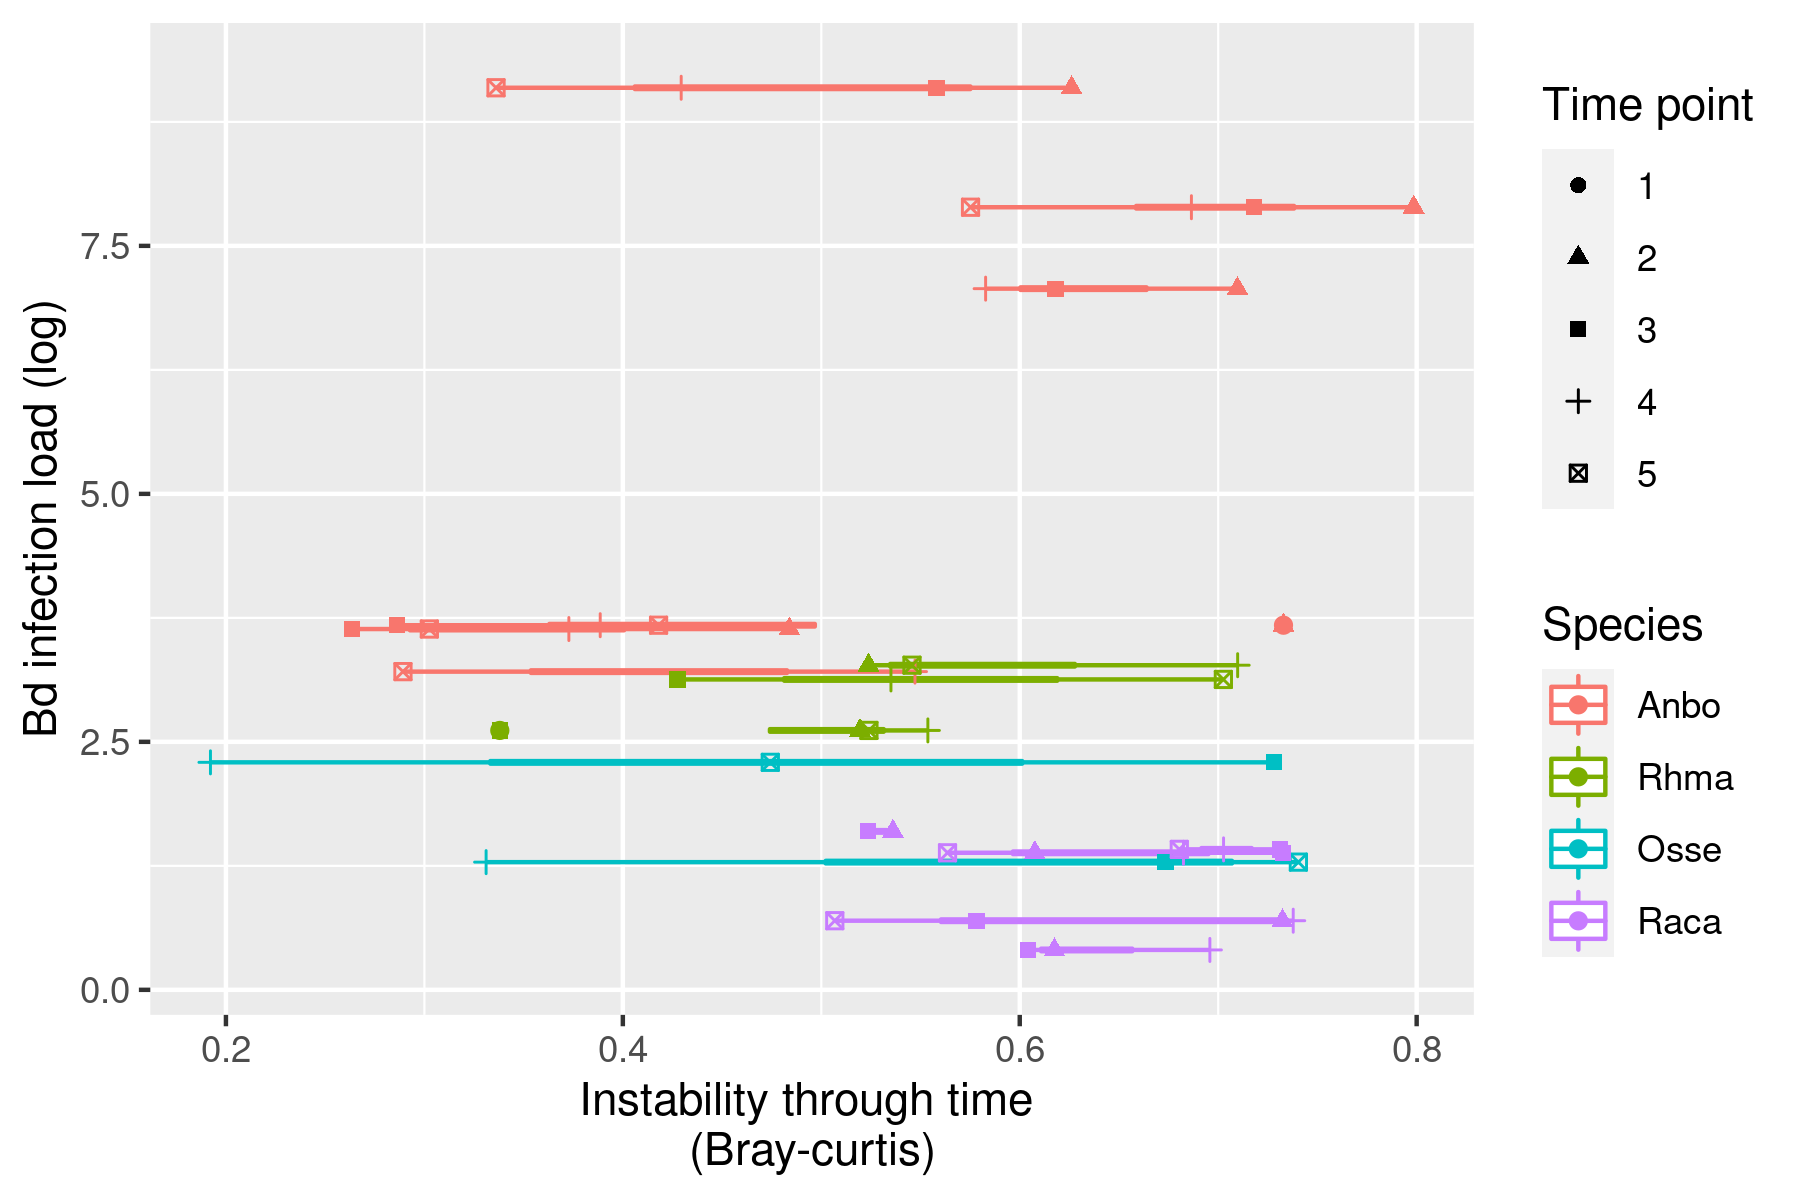 Bd infection load (log)
7.5
5.0
2.5
0.0
0.2
0.4
0.6
0.8
Instability through time
(Bray-curtis)
Time point
1
2
3
4
5
Species
Anbo
Rhma
Osse
Raca